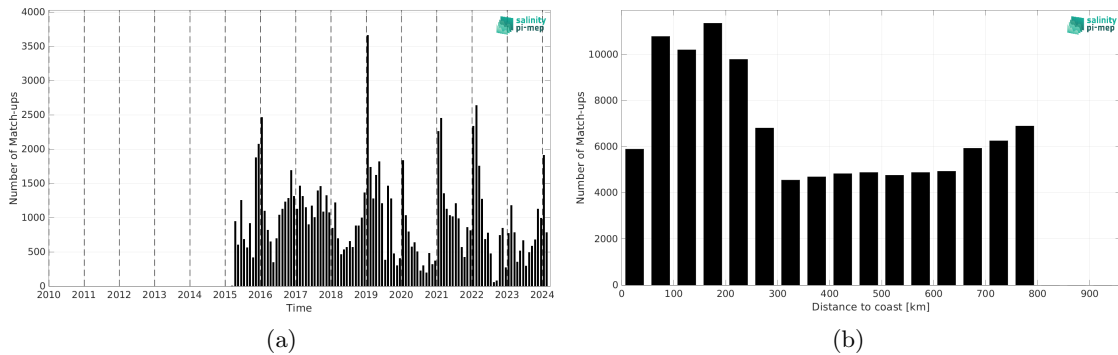 4000
3500
3000
2500
2000
1500
1000
500
0
Number of Match-ups
2010 2011 2012 2013 2014 2015 2016 2017 2018 2019 2020 2021 2022 2023 2024
Time
salinity
pi-mep
(a)
10000
8000
6000
4000
2000
0
Number of Match-ups
0 100 200 300 400 500 600 700 800 900
Distance to coast [km]
salinity
pi-mep
(b)